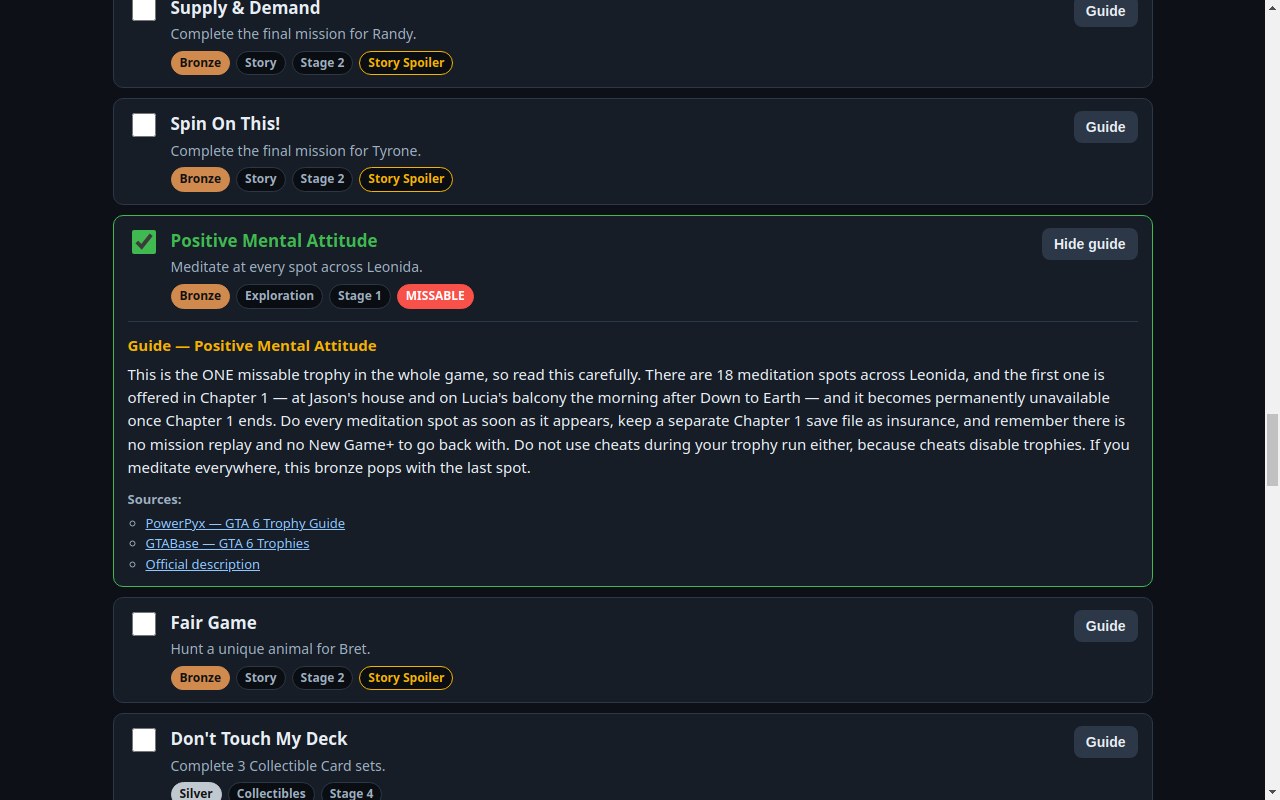 Supply & Demand
Guide
Complete the final mission for Randy.
Bronze Story Stage 2 Story Spoiler
Spin On This!
Guide
Complete the final mission for Tyrone.
Bronze Story Stage 2 Story Spoiler
Positive Mental Attitude
Hide guide
Meditate at every spot across Leonida.
Bronze Exploration Stage 1 MISSABLE
Guide — Positive Mental Attitude
This is the ONE missable trophy in the whole game, so read this carefully. There are 18 meditation spots across Leonida, and the first one is
offered in Chapter 1 — at Jason's house and on Lucia's balcony the morning after Down to Earth — and it becomes permanently unavailable
once Chapter 1 ends. Do every meditation spot as soon as it appears, keep a separate Chapter 1 save file as insurance, and remember there is
no mission replay and no New Game+ to go back with. Do not use cheats during your trophy run either, because cheats disable trophies. If you
meditate everywhere, this bronze pops with the last spot.
Sources:
PowerPyx — GTA 6 Trophy Guide
GTABase — GTA 6 Trophies
Official description
Fair Game
Guide
Hunt a unique animal for Bret.
Bronze Story Stage 2 Story Spoiler
Don't Touch My Deck
Guide
Complete 3 Collectible Card sets.
Silver Collectibles Stage 4